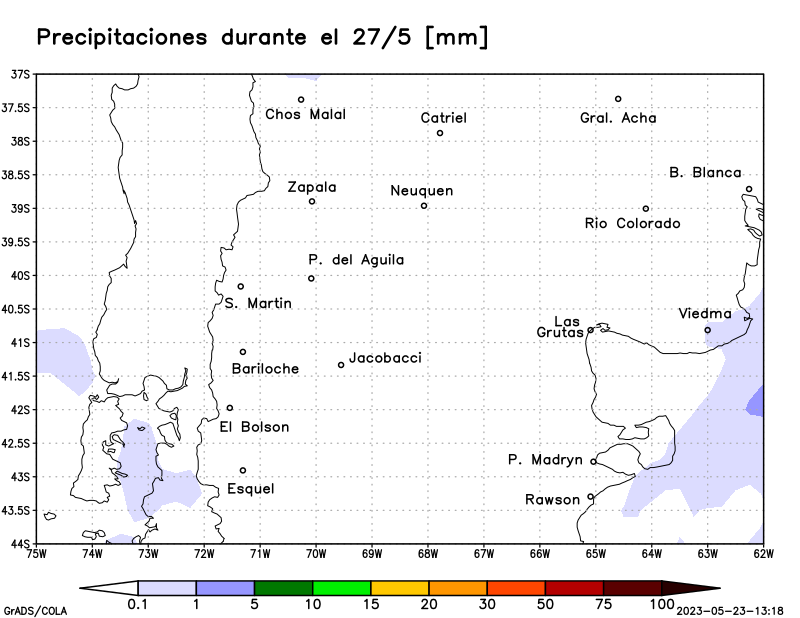 Precipitaciones durante el 27/5 [mm]
37S
37.5S
38S
38.5S
39S
39.5S
40S
40.5S
41S
41.5S
42S
42.5S
43S
43.5S
44S
Chos Malal
Catriel
Gral. Acha
B. Blanca
Zapala
Neuquen
Rio Colorado
P. del Aguila
S. Martin
Viedma
Las
Grutas
Bariloche
Jacobacci
El Bolson
P. Madryn
Esquel
Rawson
75W 74W 73W 72W 71W 70W 69W 68W 67W 66W 65W 64W 63W 62W
0.1 1 5 10 15 20 30 50 75 100
GrADS/COLA
2023-05-23-13:18